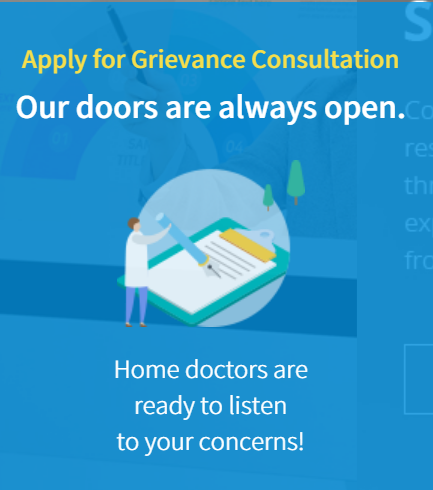 Apply for Grievance Consultation
Our doors are always open.
Home doctors are
ready to listen
to your concerns!